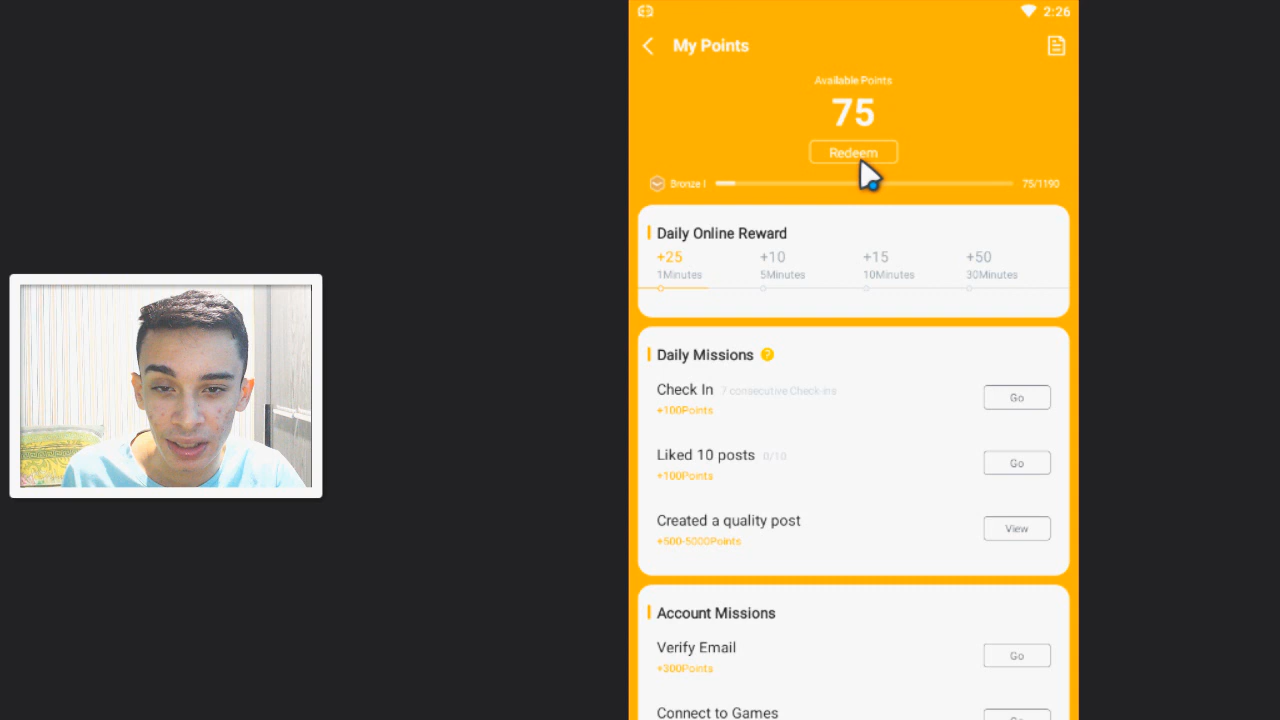 2:26
My Points
Available Points
75
Redeem
Bronze I
75/1190
Daily Online Reward
+25 +10 +15 +50
1Minutes 5Minutes 10Minutes 30Minutes
Daily Missions ?
Check In 7 consecutive Check-ins
+100Points
Go
Liked 10 posts 0/10
+100Points
Go
Created a quality post
+500-5000Points
View
Account Missions
Verify Email
+300Points
Go
Connect to Games